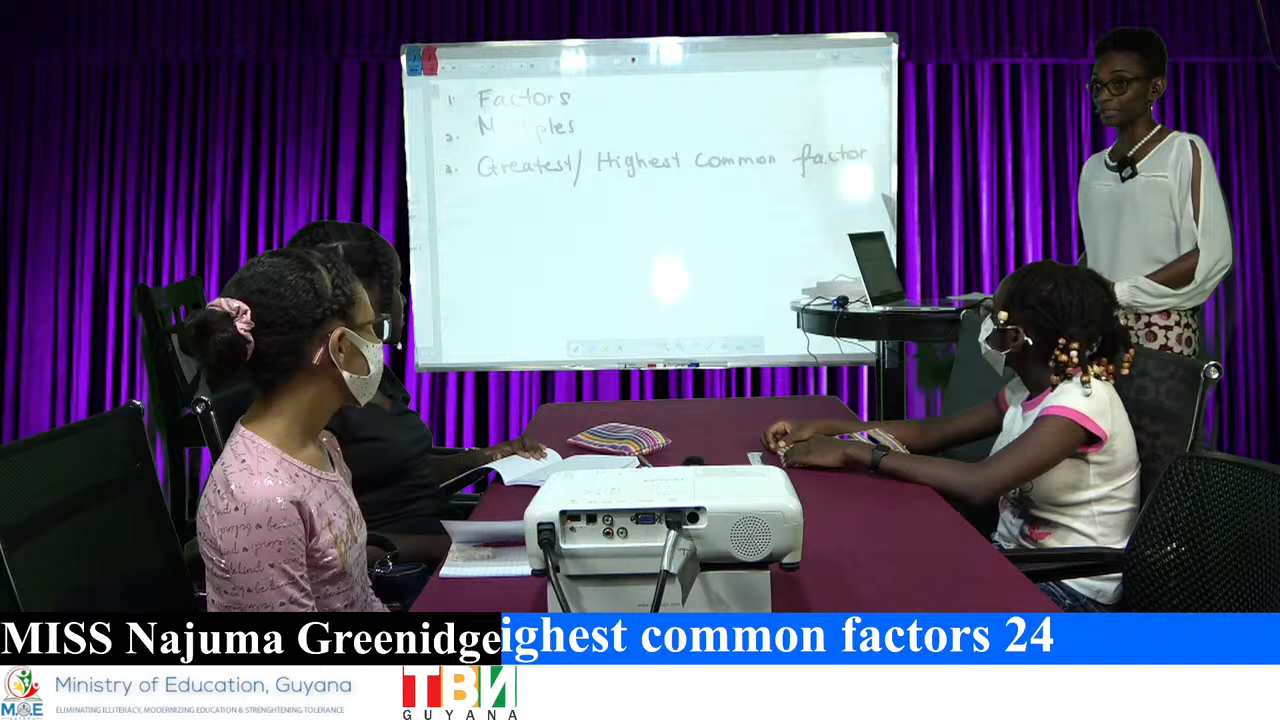 1. Factors
2. Multiples
3. Greatest/ Highest common factor
MISS Najuma Greenidge
ighest common factors 24
Ministry of Education, Guyana
ELIMINATING ILLITERACY, MODERNIZING EDUCATION & STRENGHTENING TOLERANCE
M.O.E
TBN
GUYANA